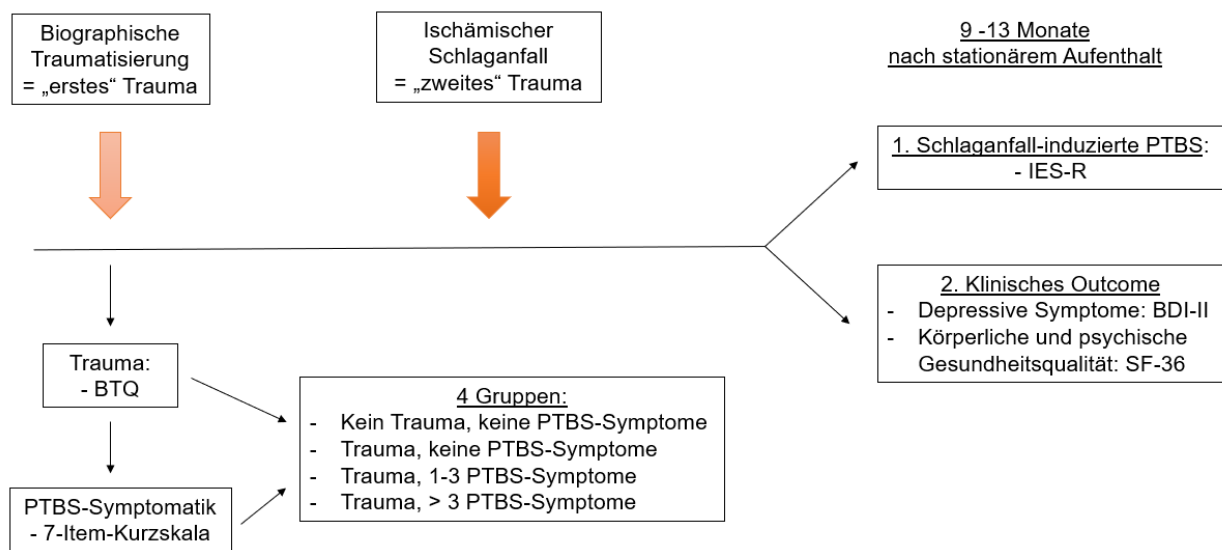 Biographische
Traumatisierung
= „erstes“ Trauma
Ischämischer
Schlaganfall
= „zweites“ Trauma
9 -13 Monate
nach stationärem Aufenthalt
1. Schlaganfall-induzierte PTBS:
- IES-R
2. Klinisches Outcome
- Depressive Symptome: BDI-II
- Körperliche und psychische
Gesundheitsqualität: SF-36
Trauma:
- BTQ
4 Gruppen:
- Kein Trauma, keine PTBS-Symptome
- Trauma, keine PTBS-Symptome
- Trauma, 1-3 PTBS-Symptome
- Trauma, > 3 PTBS-Symptome
PTBS-Symptomatik
- 7-Item-Kurzskala